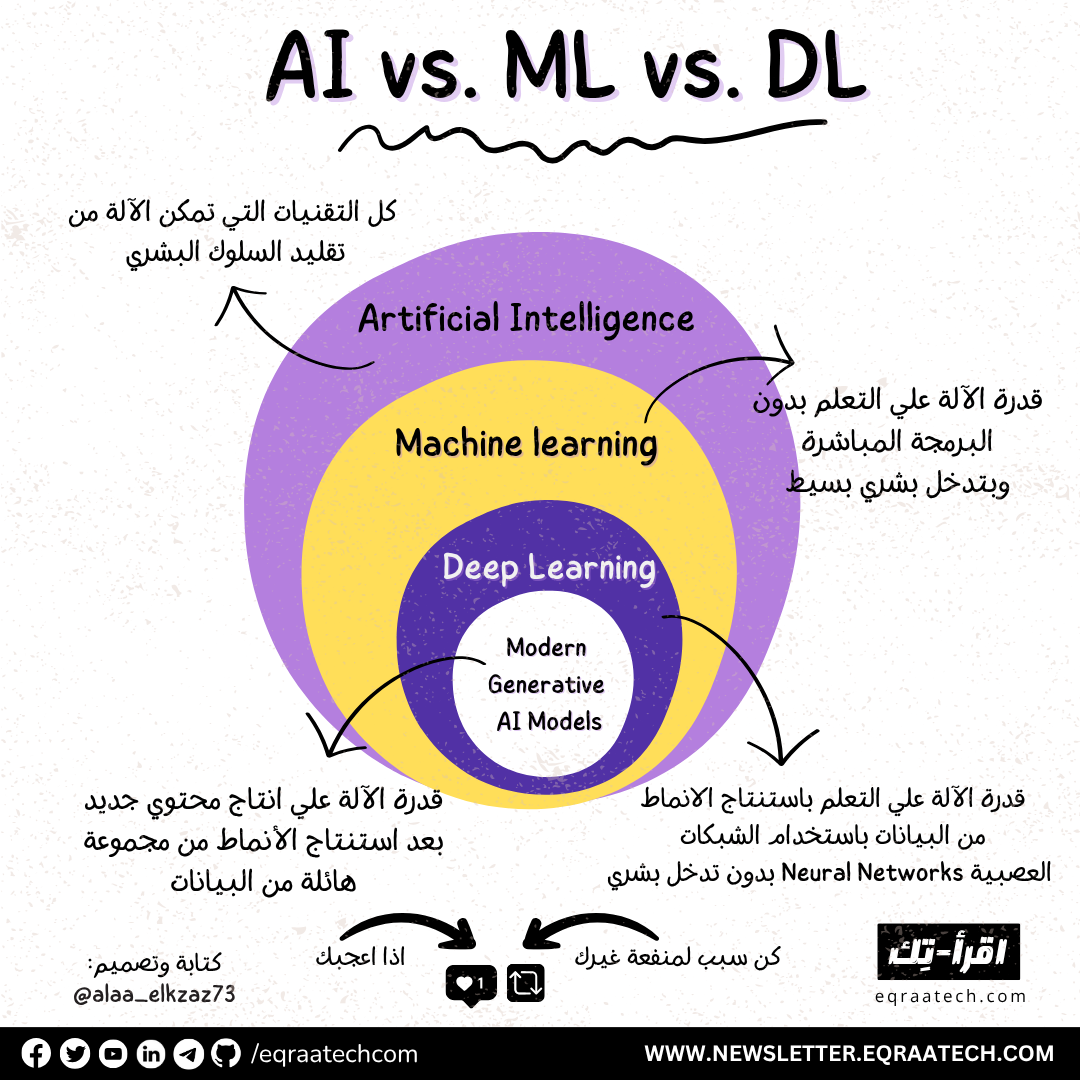 AI vs. ML vs. DL
كل التقنيات التي تمكن الآلة من
تقليد السلوك البشري
Artificial Intelligence
قدرة الآلة علي التعلم بدون
البرمجة المباشرة
وبتدخل بشري بسيط
Machine learning
Deep Learning
Modern
Generative
AI Models
قدرة الآلة علي التعلم باستنتاج الانماط
من البيانات باستخدام الشبكات
العصبية Neural Networks بدون تدخل بشري
قدرة الآلة علي انتاج محتوي جديد
بعد استنتاج الأنماط من مجموعة
هائلة من البيانات
كن سبب لمنفعة غيرك
اذا اعجبك
1
اقرأ-تِك
eqraatech.com
كتابة وتصميم:
@alaa_elkzaz73
/eqraatechcom
WWW.NEWSLETTER.EQRAATECH.COM